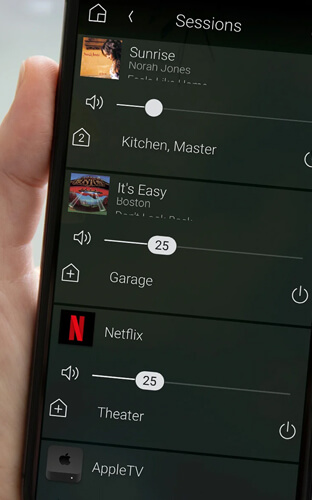 Sessions
Sunrise
Norah Jones
Feels Like Home
2
Kitchen, Master
It's Easy
Boston
Don't Look Back
25
Garage
N
Netflix
25
Theater
AppleTV